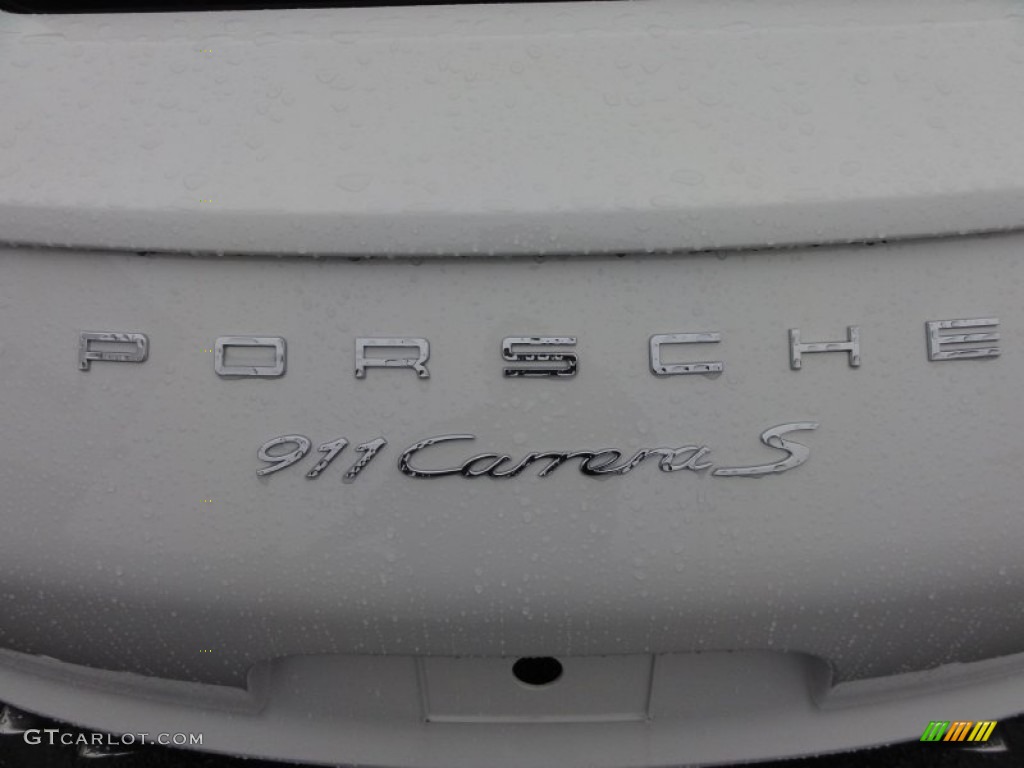 PORSCHE
911 Carrera S
GTCARLOT.COM